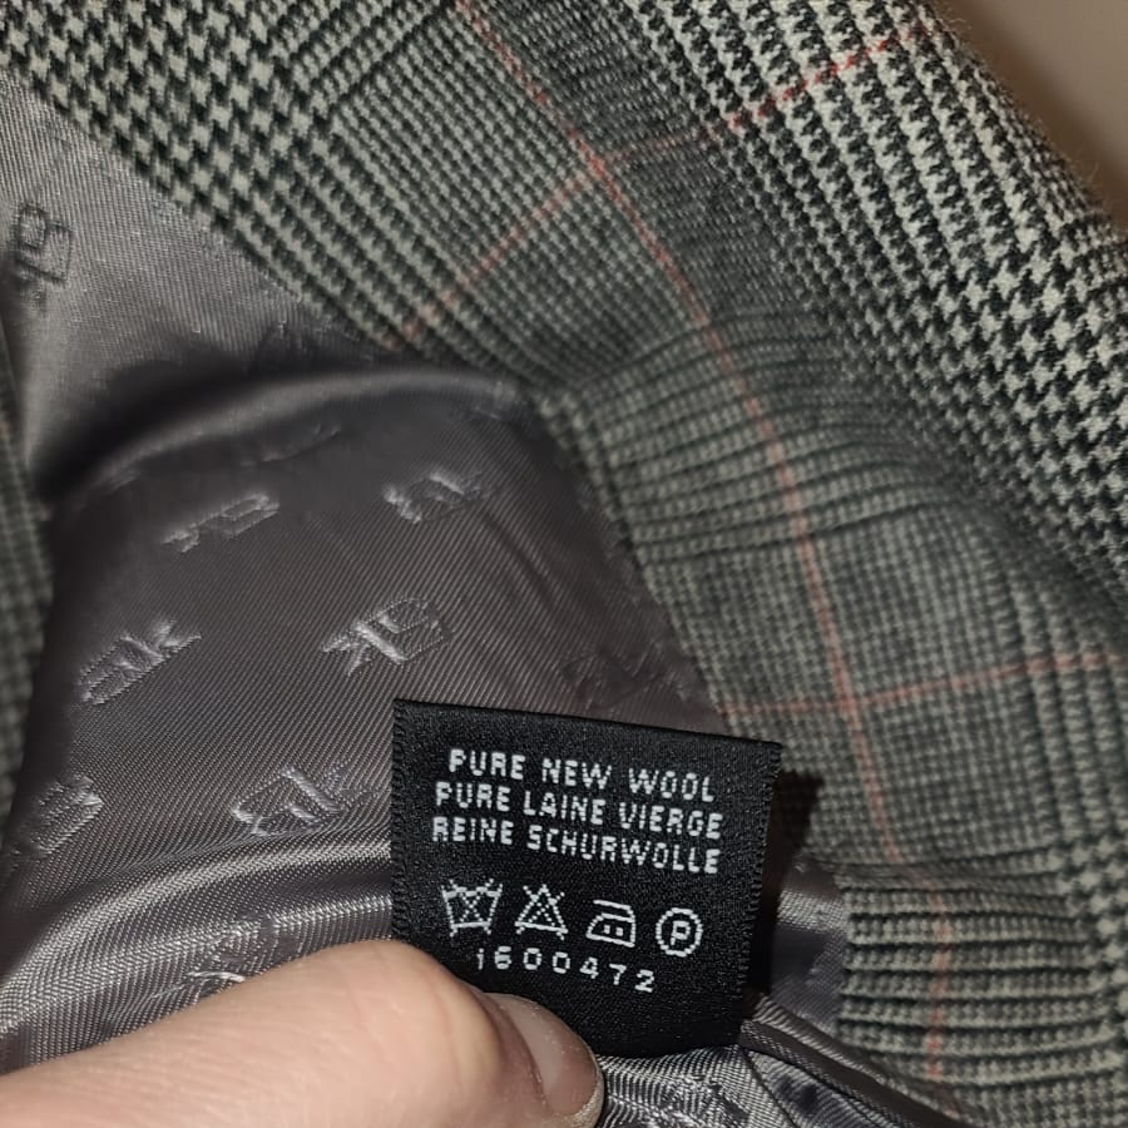 PURE NEW WOOL
PURE LAINE VIERGE
REINE SCHURWOLLE
P
1600472